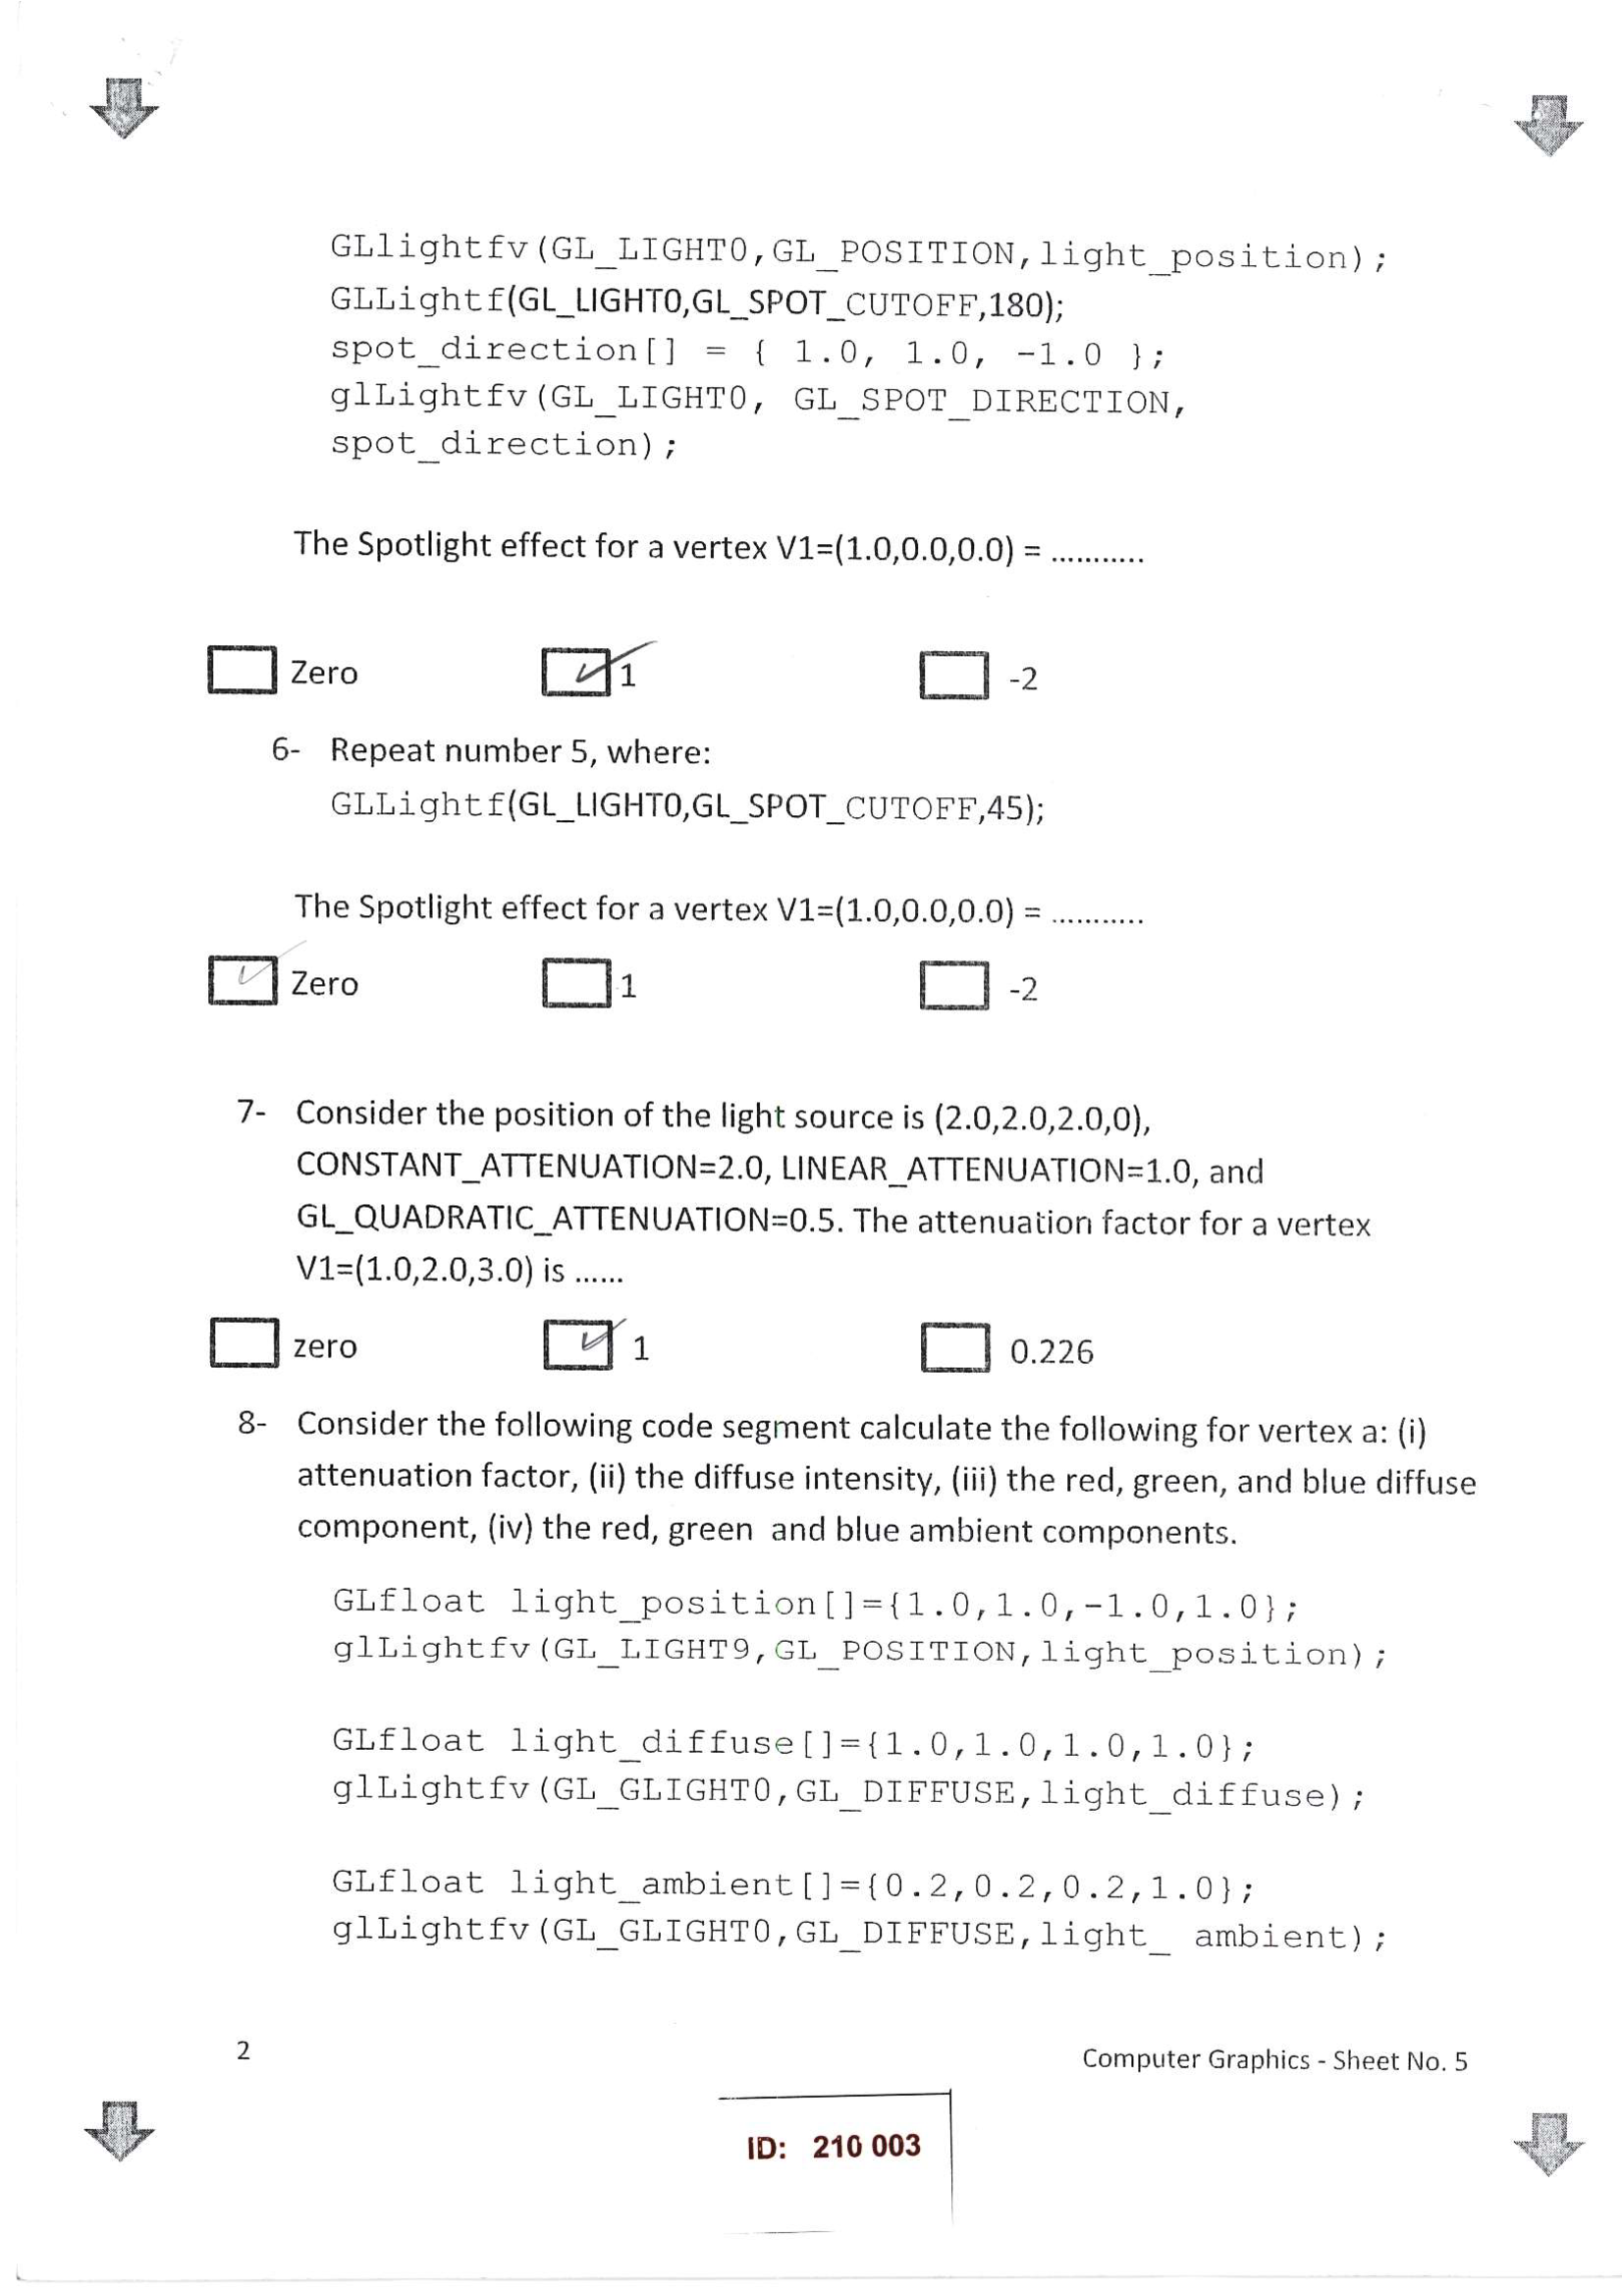 GLlightfv(GL_LIGHT0,GL_POSITION,light_position);
GLLightf(GL_LIGHT0,GL_SPOT_CUTOFF,180);
spot_direction[] = { 1.0, 1.0, -1.0 };
glLightfv(GL_LIGHT0, GL_SPOT_DIRECTION,
spot_direction);
The Spotlight effect for a vertex V1=(1.0,0.0,0.0) = ...........
Zero 1 -2
6- Repeat number 5, where:
GLLightf(GL_LIGHT0,GL_SPOT_CUTOFF,45);
The Spotlight effect for a vertex V1=(1.0,0.0,0.0) = ...........
Zero 1 -2
7- Consider the position of the light source is (2.0,2.0,2.0,0),
CONSTANT_ATTENUATION=2.0, LINEAR_ATTENUATION=1.0, and
GL_QUADRATIC_ATTENUATION=0.5. The attenuation factor for a vertex
V1=(1.0,2.0,3.0) is ......
zero 1 0.226
8- Consider the following code segment calculate the following for vertex a: (i)
attenuation factor, (ii) the diffuse intensity, (iii) the red, green, and blue diffuse
component, (iv) the red, green and blue ambient components.
GLfloat light_position[]={1.0,1.0,-1.0,1.0};
glLightfv(GL_LIGHT9,GL_POSITION,light_position);
GLfloat light_diffuse[]={1.0,1.0,1.0,1.0};
glLightfv(GL_GLIGHT0,GL_DIFFUSE,light_diffuse);
GLfloat light_ambient[]={0.2,0.2,0.2,1.0};
glLightfv(GL_GLIGHT0,GL_DIFFUSE,light_ ambient);
2 Computer Graphics - Sheet No. 5
ID: 210 003